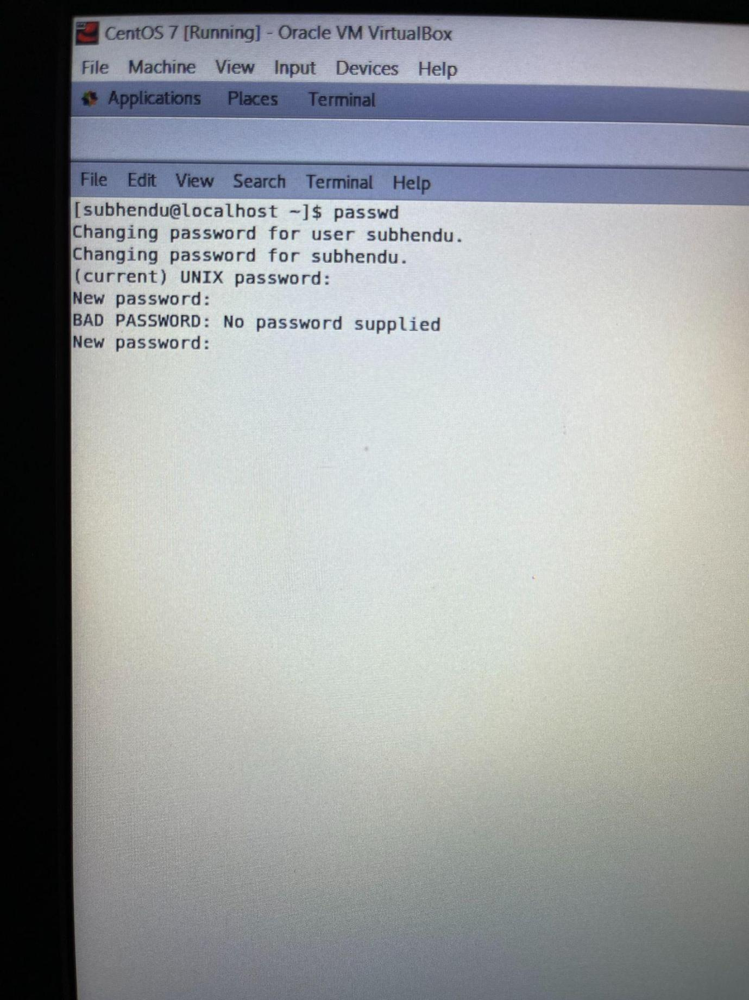 CentOS 7 [Running] - Oracle VM VirtualBox
File Machine View Input Devices Help
Applications Places Terminal
File Edit View Search Terminal Help
[subhendu@localhost ~]$ passwd
Changing password for user subhendu.
Changing password for subhendu.
(current) UNIX password:
New password:
BAD PASSWORD: No password supplied
New password: